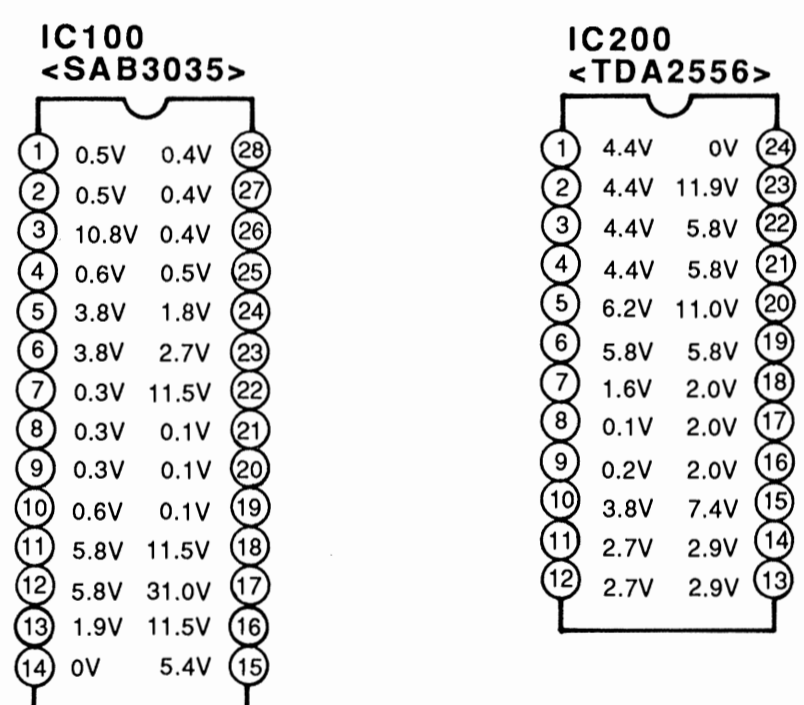 IC100
<SAB3035>
1 0.5V 0.4V 28
2 0.5V 0.4V 27
3 10.8V 0.4V 26
4 0.6V 0.5V 25
5 3.8V 1.8V 24
6 3.8V 2.7V 23
7 0.3V 11.5V 22
8 0.3V 0.1V 21
9 0.3V 0.1V 20
10 0.6V 0.1V 19
11 5.8V 11.5V 18
12 5.8V 31.0V 17
13 1.9V 11.5V 16
14 0V 5.4V 15
IC200
<TDA2556>
1 4.4V 0V 24
2 4.4V 11.9V 23
3 4.4V 5.8V 22
4 4.4V 5.8V 21
5 6.2V 11.0V 20
6 5.8V 5.8V 19
7 1.6V 2.0V 18
8 0.1V 2.0V 17
9 0.2V 2.0V 16
10 3.8V 7.4V 15
11 2.7V 2.9V 14
12 2.7V 2.9V 13